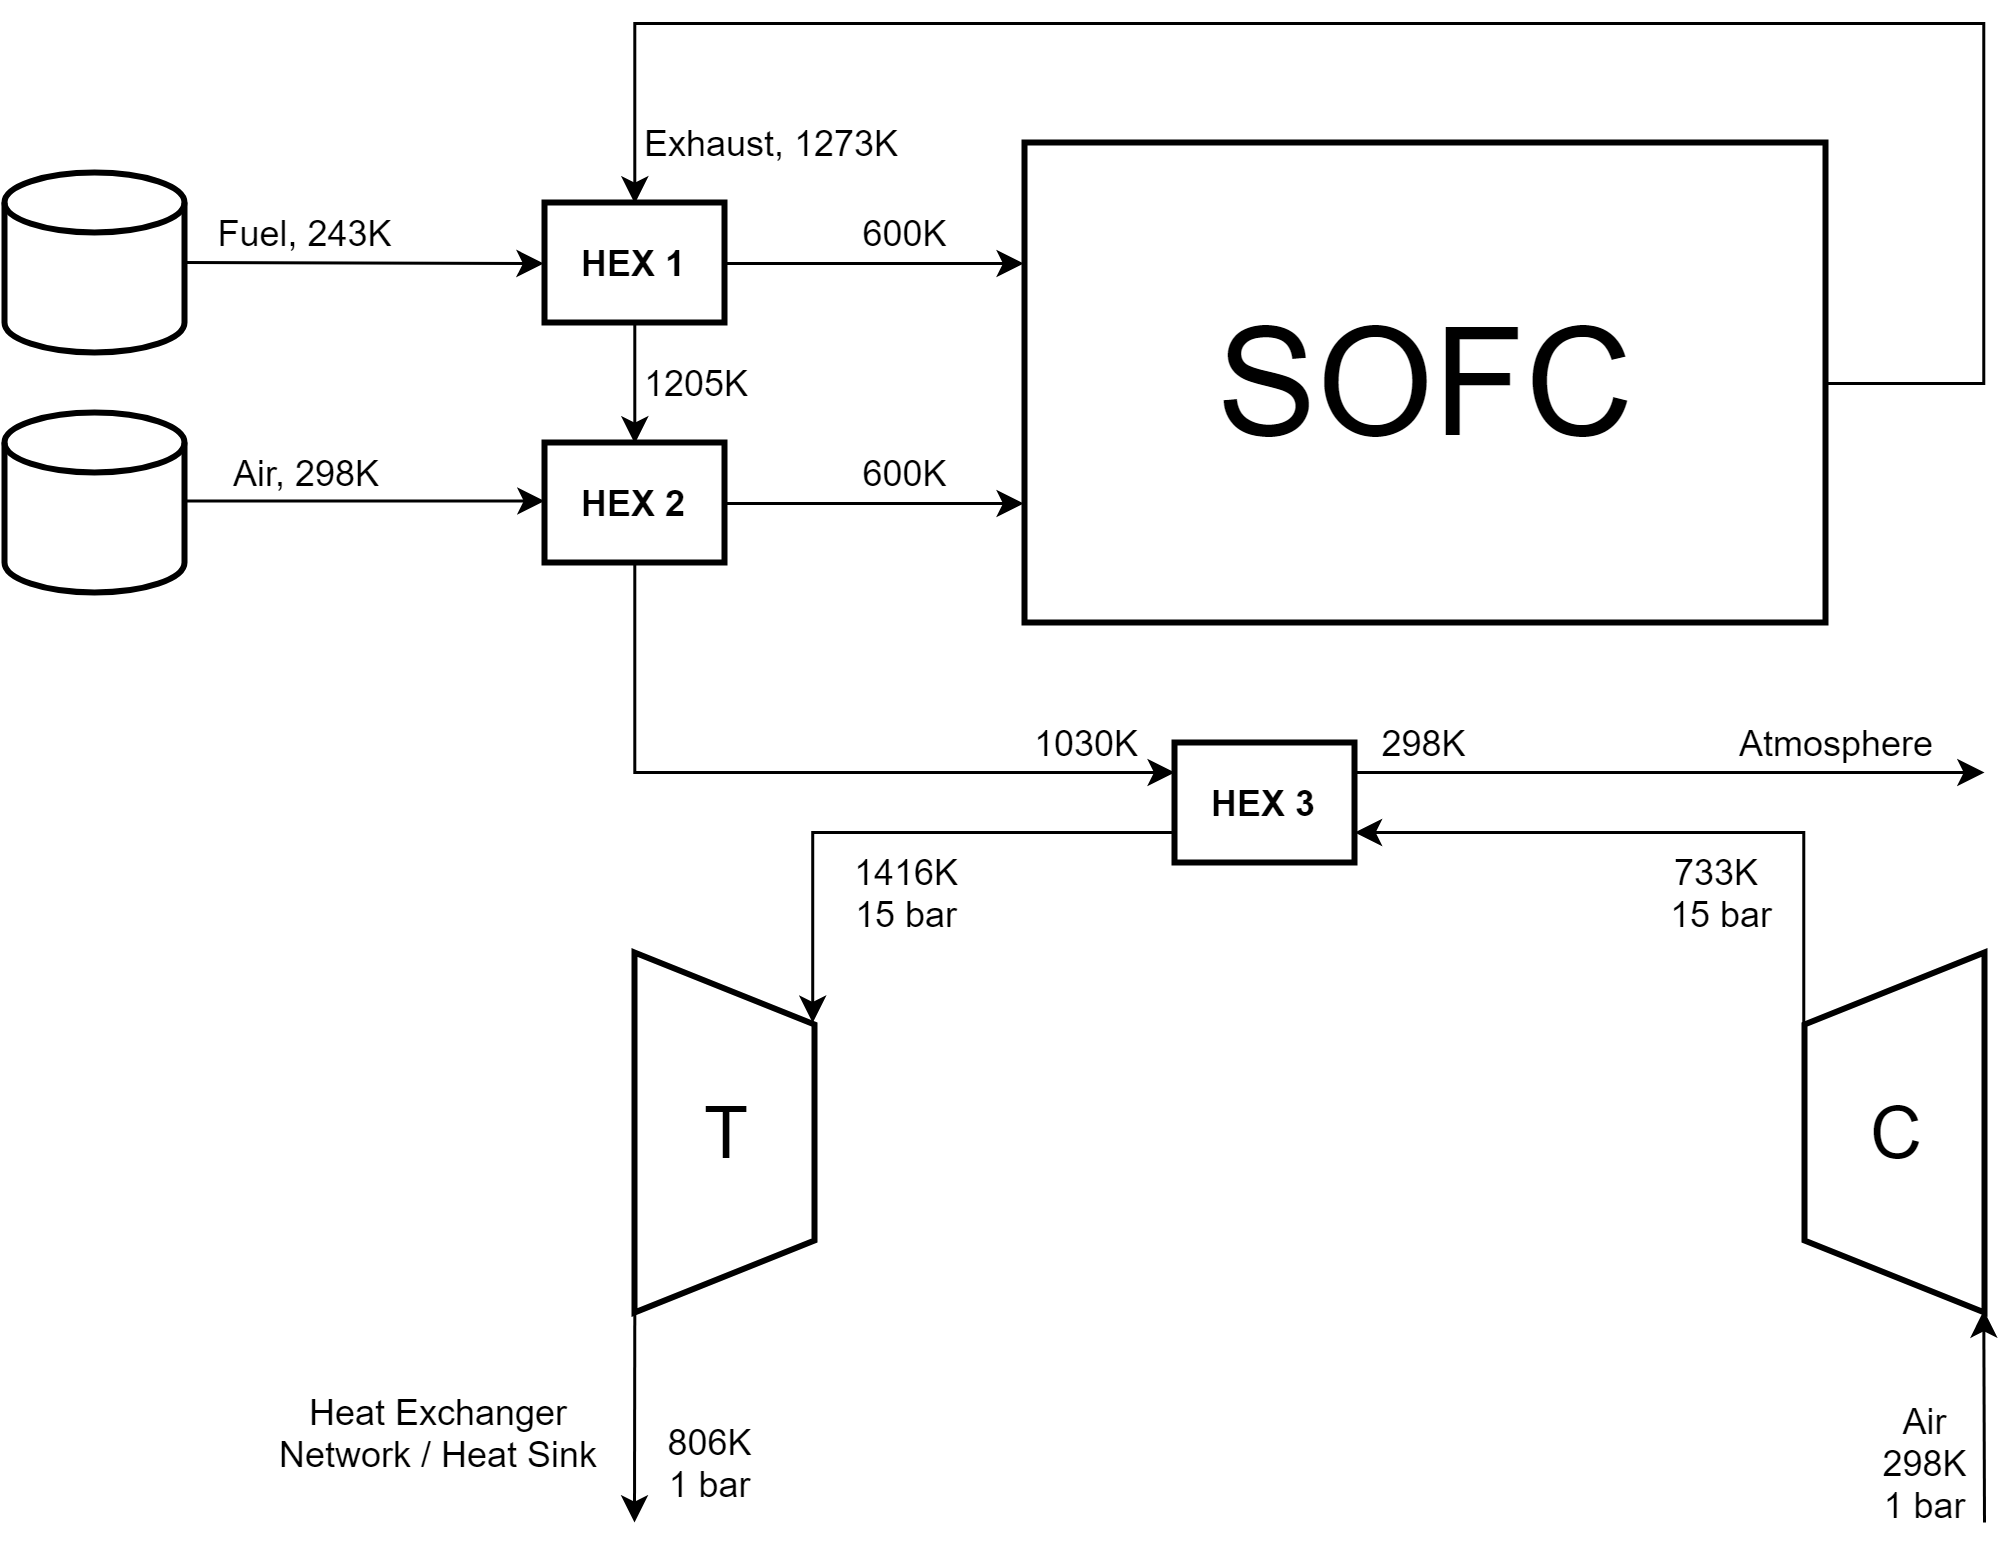 Exhaust, 1273K
Fuel, 243K
HEX 1
600K
SOFC
1205K
Air, 298K
HEX 2
600K
1030K
298K
Atmosphere
HEX 3
1416K
15 bar
733K
15 bar
T
C
Heat Exchanger
Network / Heat Sink
806K
1 bar
Air
298K
1 bar